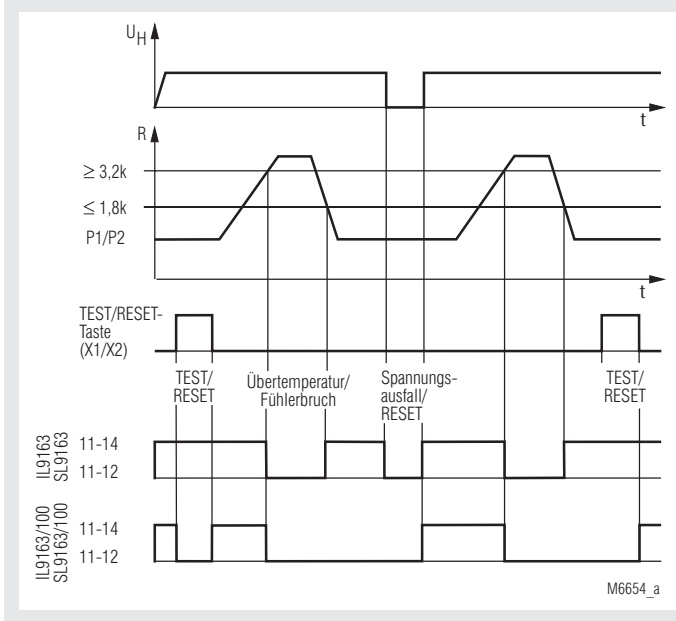 U_H
t
R
≥ 3,2k
≤ 1,8k
P1/P2
t
TEST/RESET-
Taste
(X1/X2)
TEST/
RESET
Übertemperatur/
Fühlerbruch
Spannungs-
ausfall/
RESET
TEST/
RESET
IL9163
SL9163
11-14
11-12
IL9163/100
SL9163/100
11-14
11-12
M6654_a